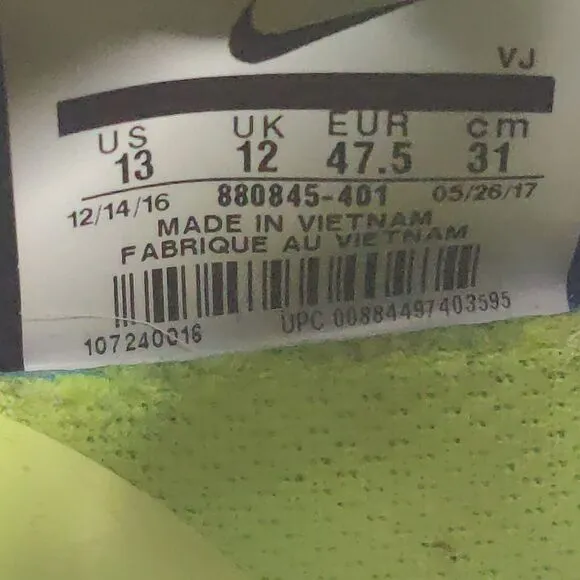 VJ
US UK EUR cm
13 12 47.5 31
12/14/16 880845-401 05/26/17
MADE IN VIETNAM
FABRIQUE AU VIETNAM
107240016 UPC 00884497403595